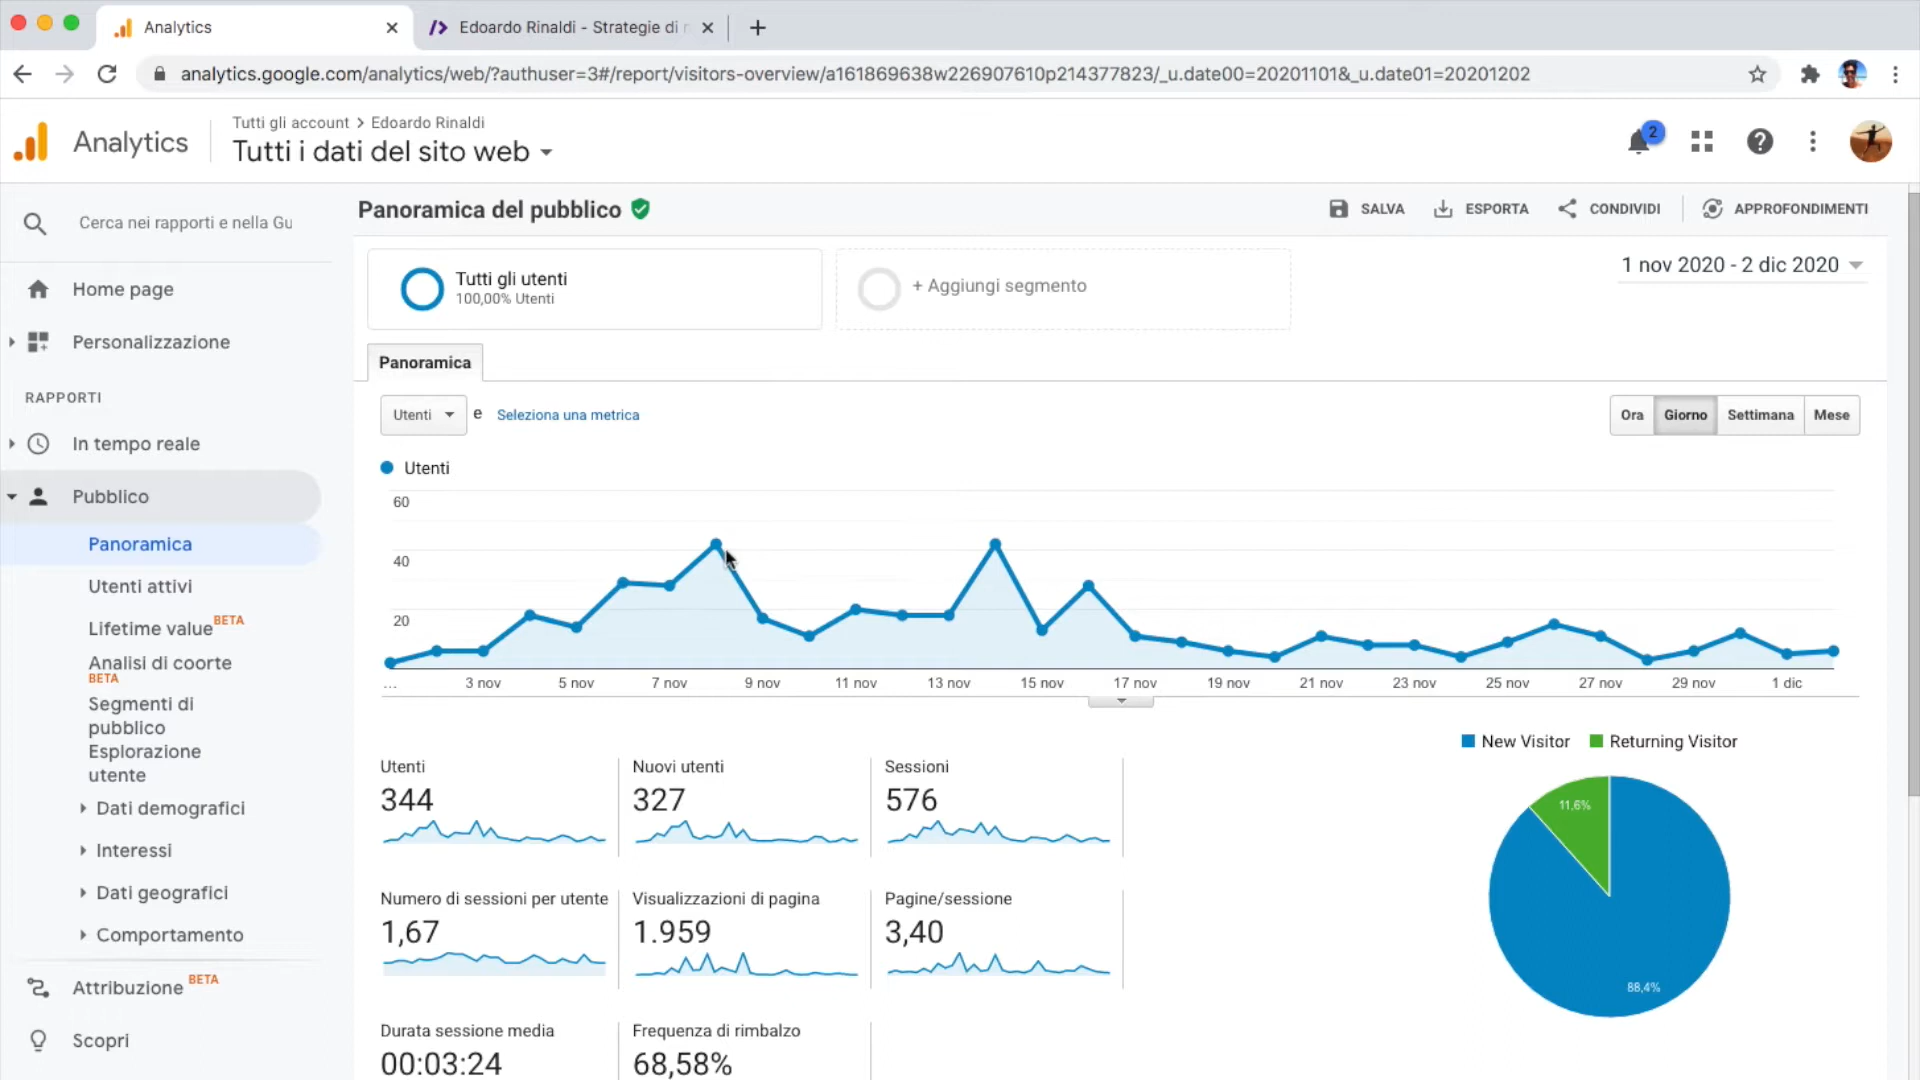 Analytics
Edoardo Rinaldi - Strategie di
analytics.google.com/analytics/web/?authuser=3#/report/visitors-overview/a161869638w226907610p214377823/_u.date00=20201101&_u.date01=20201202
Analytics
Tutti gli account > Edoardo Rinaldi
Tutti i dati del sito web
2
Cerca nei rapporti e nella Gu
Home page
Personalizzazione
RAPPORTI
In tempo reale
Pubblico
Panoramica
Utenti attivi
Lifetime value BETA
Analisi di coorte
BETA
Segmenti di
pubblico
Esplorazione
utente
Dati demografici
Interessi
Dati geografici
Comportamento
Attribuzione BETA
Scopri
Panoramica del pubblico
SALVA
ESPORTA
CONDIVIDI
APPROFONDIMENTI
Tutti gli utenti
100,00% Utenti
+ Aggiungi segmento
1 nov 2020 - 2 dic 2020
Panoramica
Utenti e Seleziona una metrica
Ora Giorno Settimana Mese
Utenti
60
40
20
... 3 nov 5 nov 7 nov 9 nov 11 nov 13 nov 15 nov 17 nov 19 nov 21 nov 23 nov 25 nov 27 nov 29 nov 1 dic
Utenti
344
Nuovi utenti
327
Sessioni
576
Numero di sessioni per utente
1,67
Visualizzazioni di pagina
1.959
Pagine/sessione
3,40
Durata sessione media
00:03:24
Frequenza di rimbalzo
68,58%
New Visitor Returning Visitor
11,6%
88,4%